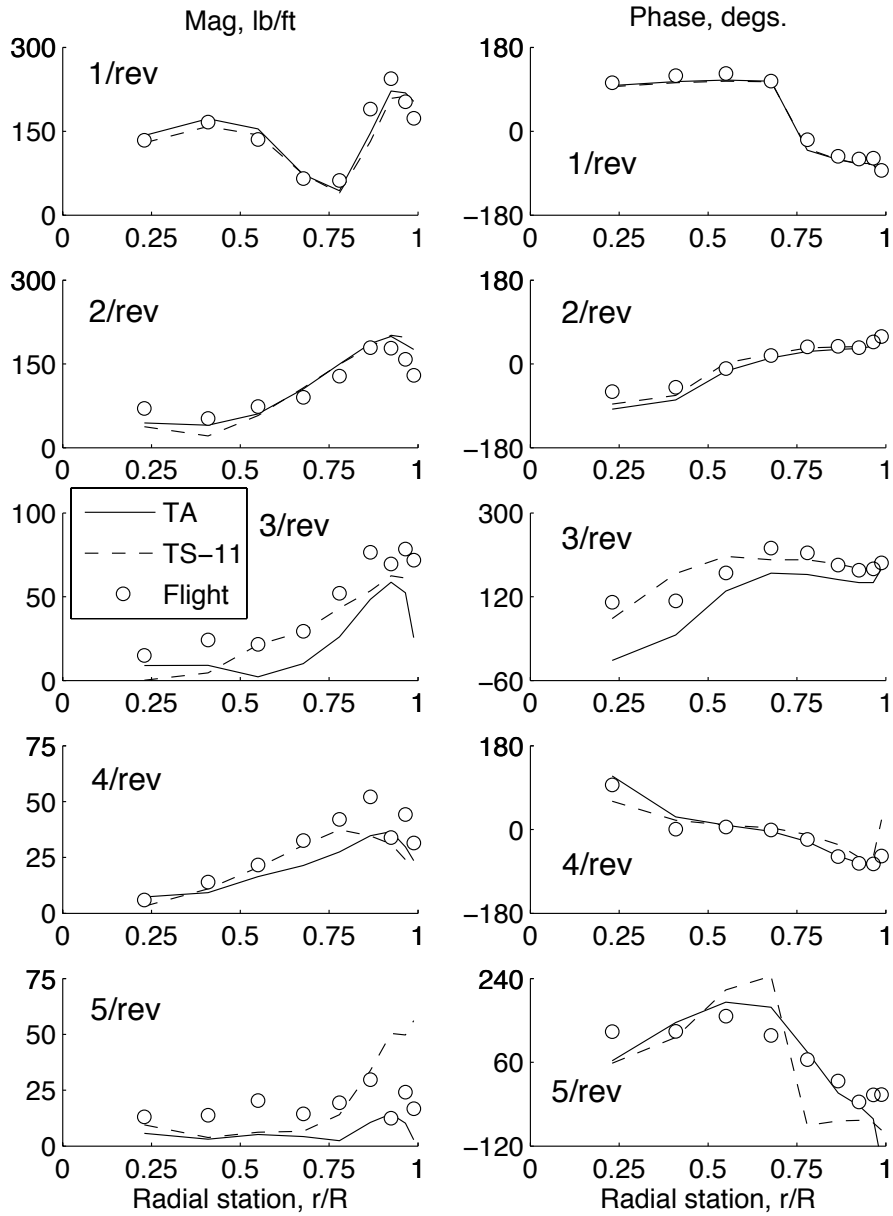 Mag, lb/ft Phase, degs.
300 180
1/rev
150 0
1/rev
0 −180
0 0.25 0.5 0.75 1 0 0.25 0.5 0.75 1
300 180
2/rev 2/rev
150 0
0 −180
0 0.25 0.5 0.75 1 0 0.25 0.5 0.75 1
100 300
TA 3/rev 3/rev
TS−11
50 120
Flight
0 −60
0 0.25 0.5 0.75 1 0 0.25 0.5 0.75 1
75 180
4/rev
50
0
25
4/rev
0 −180
0 0.25 0.5 0.75 1 0 0.25 0.5 0.75 1
75 240
5/rev
50
60
25
5/rev
0 −120
0 0.25 0.5 0.75 1 0 0.25 0.5 0.75 1
Radial station, r/R Radial station, r/R